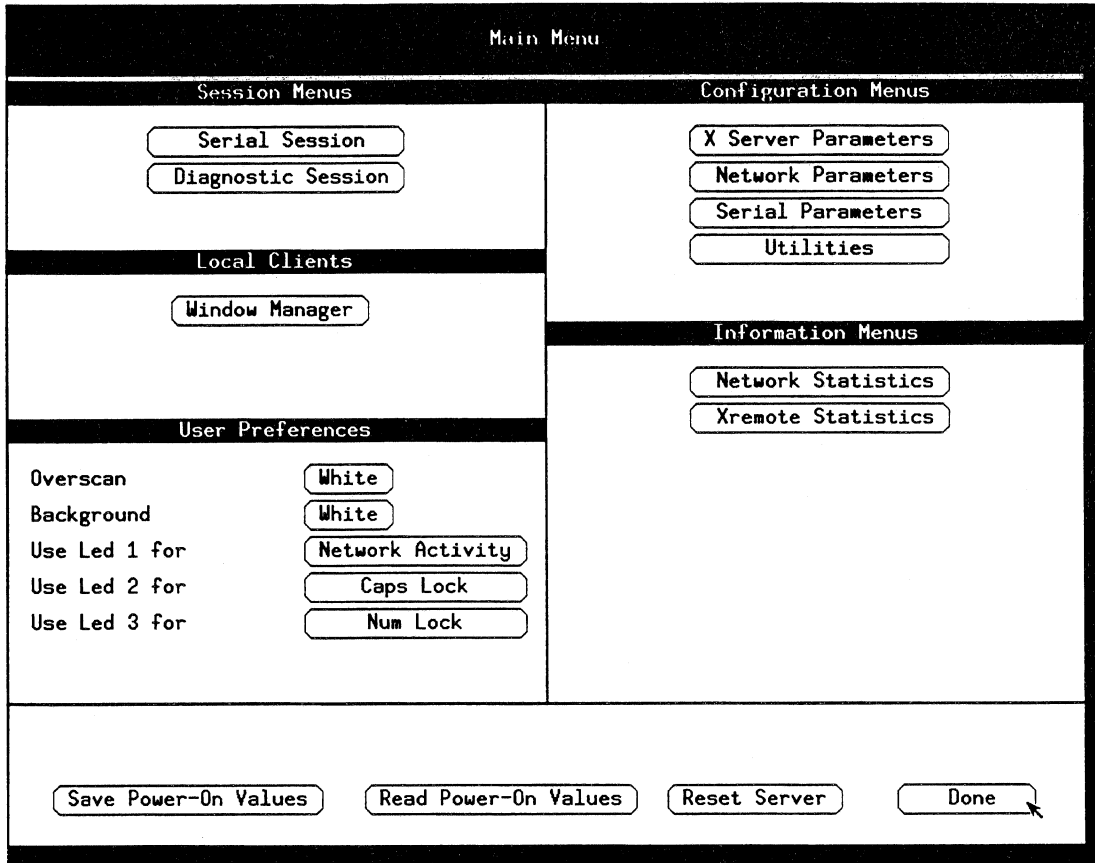 Main Menu
Session Menus
Serial Session
Diagnostic Session
Local Clients
Window Manager
User Preferences
Overscan White
Background White
Use Led 1 for Network Activity
Use Led 2 for Caps Lock
Use Led 3 for Num Lock
Configuration Menus
X Server Parameters
Network Parameters
Serial Parameters
Utilities
Information Menus
Network Statistics
Xremote Statistics
Save Power-On Values Read Power-On Values Reset Server Done